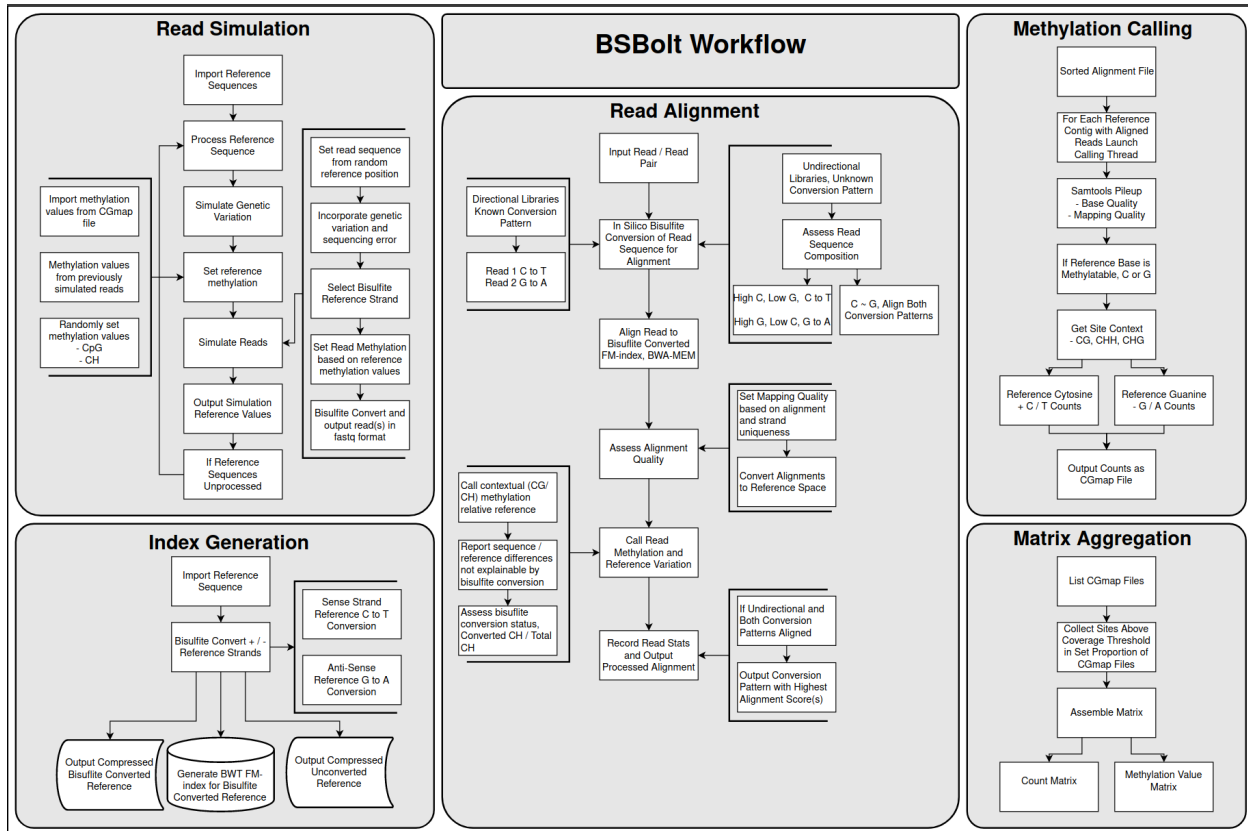 BSBolt Workflow
Read Simulation
Import Reference
Sequences
Process Reference
Sequence
Simulate Genetic
Variation
Set reference
methylation
Simulate Reads
Output Simulation
Reference Values
If Reference
Sequences
Unprocessed
Import methylation
values from CGmap
file
Methylation values
from previously
simulated reads
Randomly set
methylation values
- CpG
- CH
Set read sequence
from random
reference position
Incorporate genetic
variation and
sequencing error
Select Bisulfite
Reference Strand
Set Read Methylation
based on reference
methylation values
Bisulfite Convert and
output read(s) in
fastq format
Index Generation
Import Reference
Sequence
Bisulfite Convert + / -
Reference Strands
Sense Strand
Reference C to T
Conversion
Anti-Sense
Reference G to A
Conversion
Output Compressed
Bisuflite Converted
Reference
Generate BWT FM-
index for Bisulfite
Converted Reference
Output Compressed
Unconverted
Reference
Read Alignment
Input Read / Read
Pair
Directional Libraries
Known Conversion
Pattern
Read 1 C to T
Read 2 G to A
In Silico Bisulfite
Conversion of Read
Sequence for
Alignment
Undirectional
Libraries, Unknown
Conversion Pattern
Assess Read
Sequence
Composition
High C, Low G, C to T
High G, Low C, G to A
C ~ G, Align Both
Conversion Patterns
Align Read to
Bisuflite Converted
FM-index, BWA-MEM
Set Mapping Quality
based on alignment
and strand
uniqueness
Convert Alignments
to Reference Space
Assess Alignment
Quality
Call contextual (CG/
CH) methylation
relative reference
Report sequence /
reference differences
not explainable by
bisulfite conversion
Assess bisuflite
conversion status,
Converted CH / Total
CH
Call Read
Methylation and
Reference Variation
If Undirectional and
Both Conversion
Patterns Aligned
Output Conversion
Pattern with Highest
Alignment Score(s)
Record Read Stats
and Output
Processed Alignment
Methylation Calling
Sorted Alignment File
For Each Reference
Contig with Aligned
Reads Launch
Calling Thread
Samtools Pileup
- Base Quality
- Mapping Quality
If Reference Base is
Methylatable, C or G
Get Site Context
- CG, CHH, CHG
Reference Cytosine
+ C / T Counts
Reference Guanine
- G / A Counts
Output Counts as
CGmap File
Matrix Aggregation
List CGmap Files
Collect Sites Above
Coverage Threshold
in Set Proportion of
CGmap Files
Assemble Matrix
Count Matrix
Methylation Value
Matrix